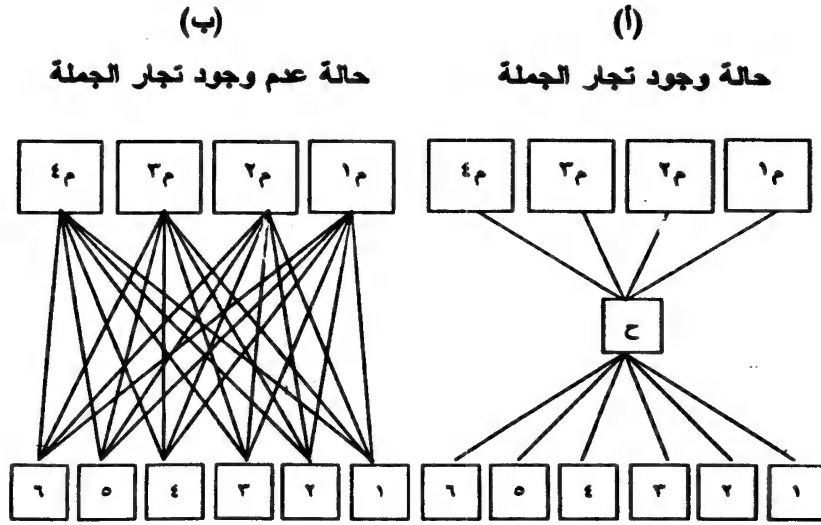 (أ)
حالة وجود تجار الجملة
م١ م٢ م٣ م٤
ح
١ ٢ ٣ ٤ ٥ ٦
(ب)
حالة عدم وجود تجار الجملة
م١ م٢ م٣ م٤
١ ٢ ٣ ٤ ٥ ٦